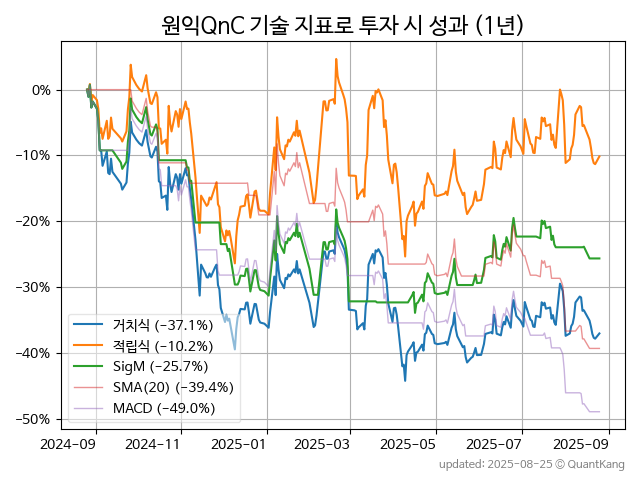 원익QnC 기술 지표로 투자 시 성과 (1년)
0%
−10%
−20%
−30%
−40%
−50%
거치식 (−37.1%)
적립식 (−10.2%)
SigM (−25.7%)
SMA(20) (−39.4%)
MACD (−49.0%)
2024-09 2024-11 2025-01 2025-03 2025-05 2025-07 2025-09
updated: 2025-08-25 ⓒ QuantKang